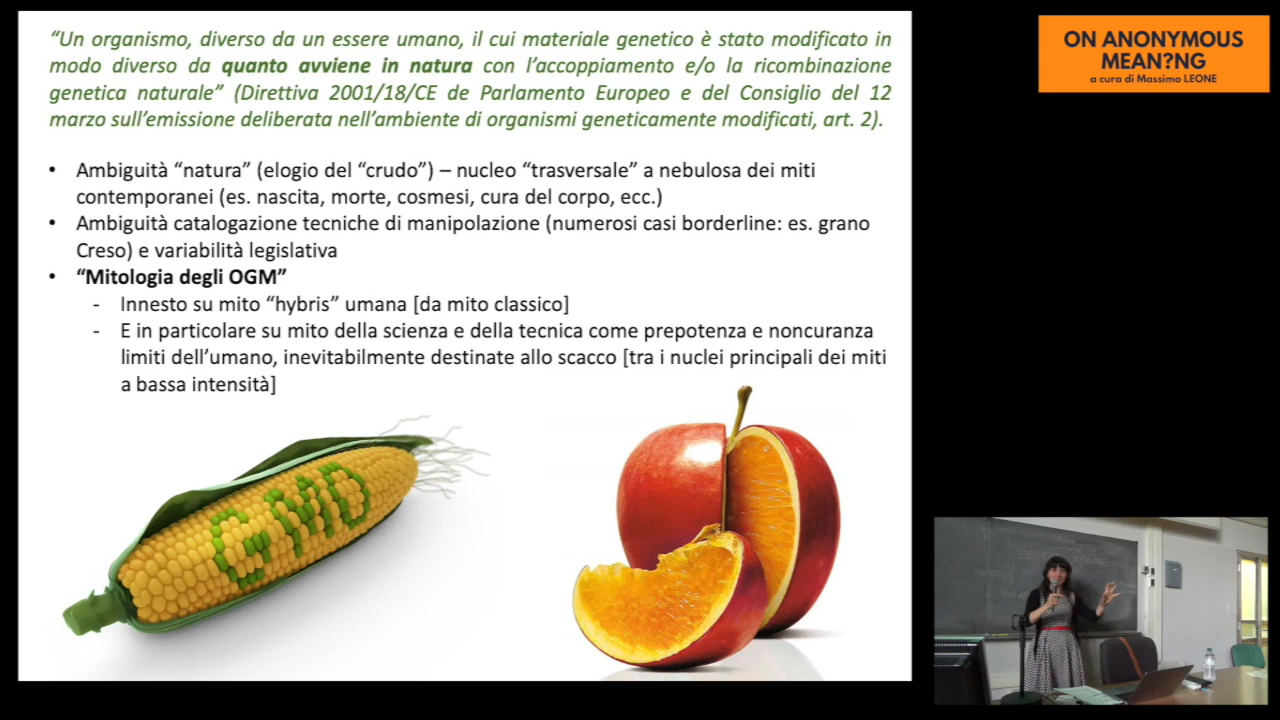 “Un organismo, diverso da un essere umano, il cui materiale genetico è stato modificato in
modo diverso da quanto avviene in natura con l’accoppiamento e/o la ricombinazione
genetica naturale” (Direttiva 2001/18/CE de Parlamento Europeo e del Consiglio del 12
marzo sull’emissione deliberata nell’ambiente di organismi geneticamente modificati, art. 2).
• Ambiguità “natura” (elogio del “crudo”) – nucleo “trasversale” a nebulosa dei miti
contemporanei (es. nascita, morte, cosmesi, cura del corpo, ecc.)
• Ambiguità catalogazione tecniche di manipolazione (numerosi casi borderline: es. grano
Creso) e variabilità legislativa
• “Mitologia degli OGM”
- Innesto su mito “hybris” umana [da mito classico]
- E in particolare su mito della scienza e della tecnica come prepotenza e noncuranza
limiti dell’umano, inevitabilmente destinate allo scacco [tra i nuclei principali dei miti
a bassa intensità]
GMO
ON ANONYMOUS
MEAN?NG
a cura di Massimo LEONE